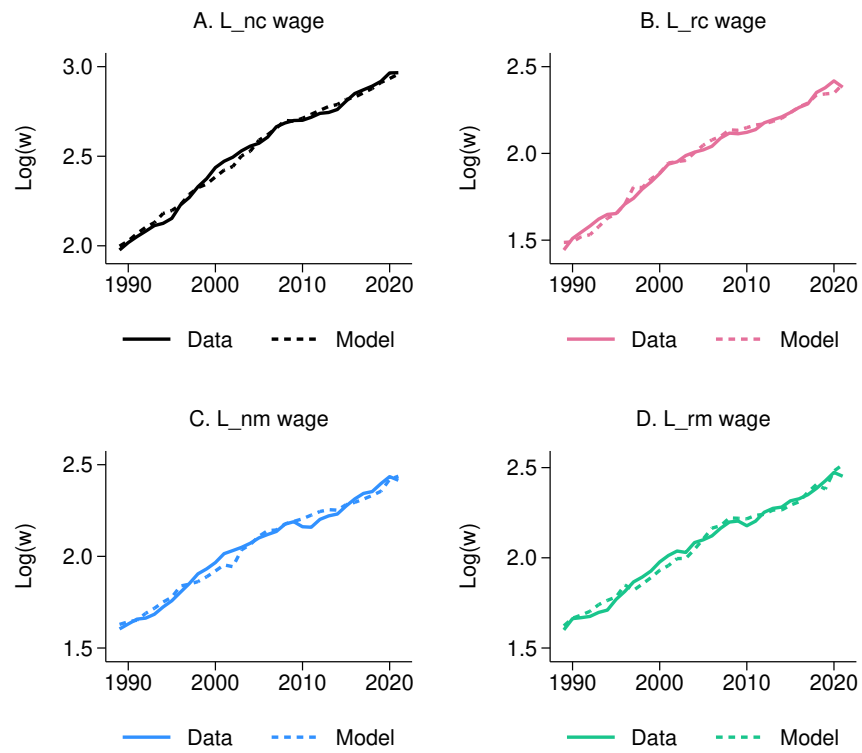 A. L_nc wage
Log(w)
3.0
2.5
2.0
1990 2000 2010 2020
Data Model
B. L_rc wage
Log(w)
2.5
2.0
1.5
1990 2000 2010 2020
Data Model
C. L_nm wage
Log(w)
2.5
2.0
1.5
1990 2000 2010 2020
Data Model
D. L_rm wage
Log(w)
2.5
2.0
1.5
1990 2000 2010 2020
Data Model